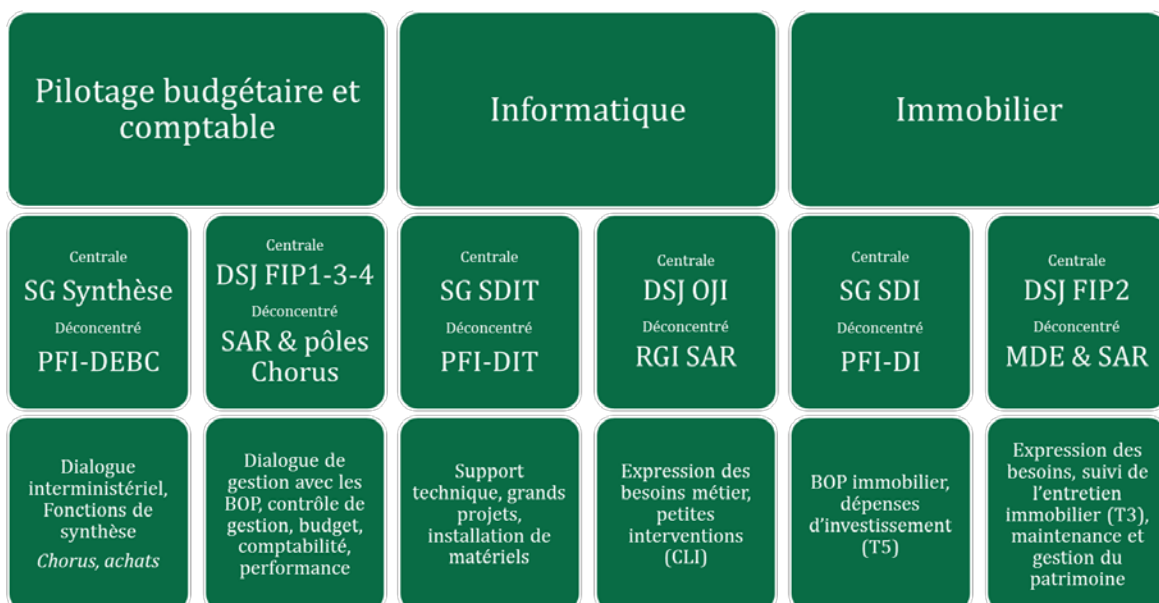 Pilotage budgétaire et
comptable
Informatique
Immobilier
Centrale
SG Synthèse
Déconcentré
PFI-DEBC
Centrale
DSJ FIP1-3-4
Déconcentré
SAR & pôles
Chorus
Centrale
SG SDIT
Déconcentré
PFI-DIT
Centrale
DSJ OJI
Déconcentré
RGI SAR
Centrale
SG SDI
Déconcentré
PFI-DI
Centrale
DSJ FIP2
Déconcentré
MDE & SAR
Dialogue
interministériel,
Fonctions de
synthèse
Chorus, achats
Dialogue de
gestion avec les
BOP, contrôle de
gestion, budget,
comptabilité,
performance
Support
technique, grands
projets,
installation de
matériels
Expression des
besoins métier,
petites
interventions
(CLI)
BOP immobilier,
dépenses
d'investissement
(T5)
Expression des
besoins, suivi de
l'entretien
immobilier (T3),
maintenance et
gestion du
patrimoine